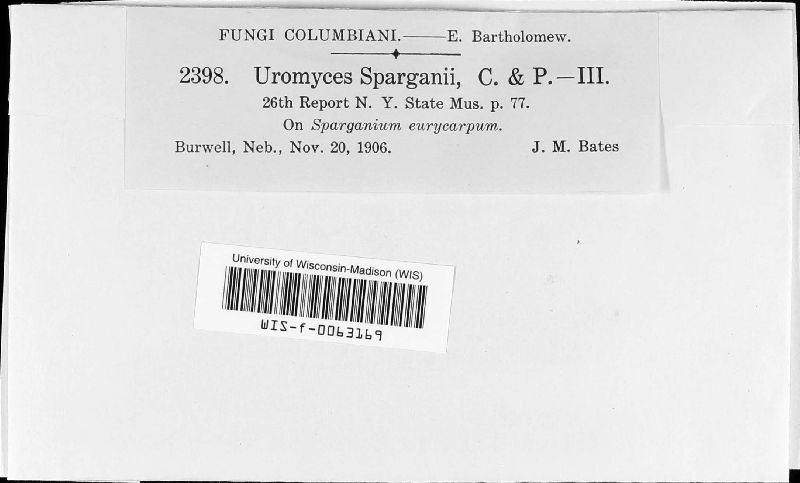 FUNGI COLUMBIANI.——E. Bartholomew.
2398. Uromyces Sparganii, C. & P.—III.
26th Report N. Y. State Mus. p. 77.
On Sparganium eurycarpum.
Burwell, Neb., Nov. 20, 1906. J. M. Bates
University of Wisconsin-Madison (WIS)
WIS-f-0063169